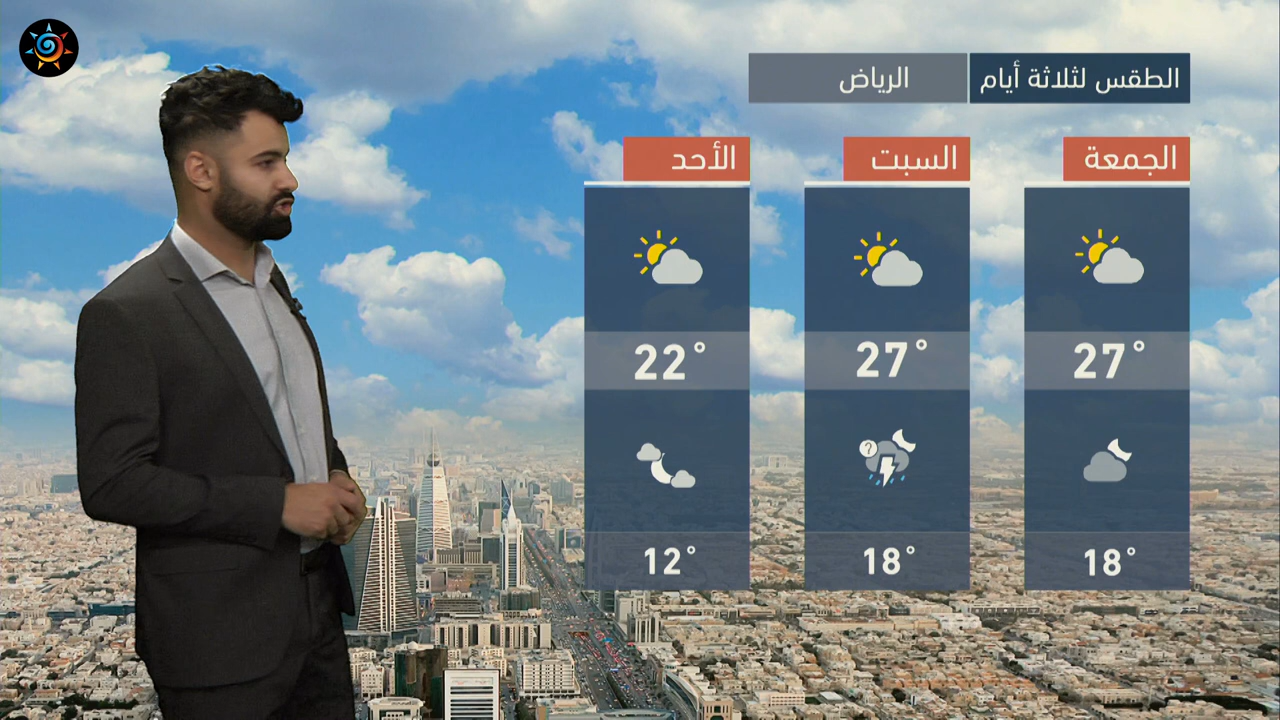 الطقس لثلاثة أيام
الرياض
الجمعة
السبت
الأحد
27°
27°
22°
?
18°
18°
12°